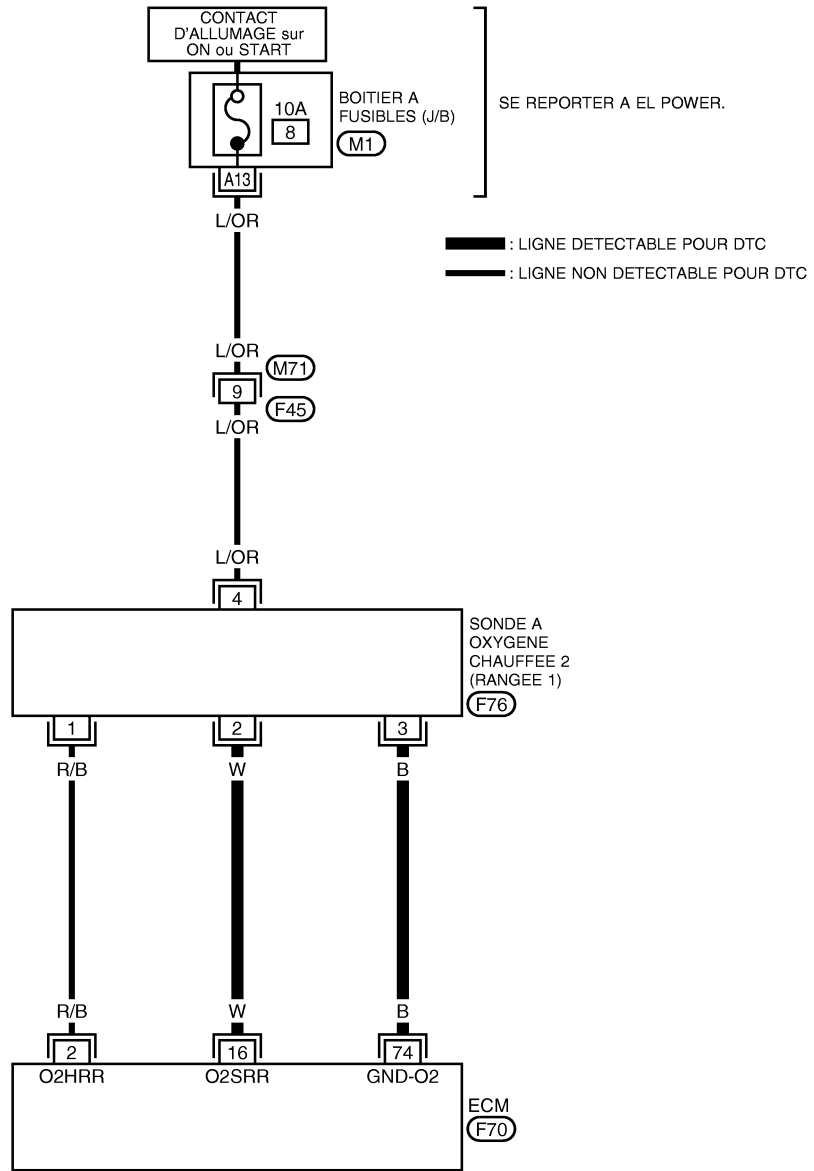 CONTACT
D'ALLUMAGE sur
ON ou START
BOITIER A
FUSIBLES (J/B)
M1
10A
8
A13
SE REPORTER A EL POWER.
L/OR
: LIGNE DETECTABLE POUR DTC
: LIGNE NON DETECTABLE POUR DTC
L/OR
M71
9
F45
L/OR
L/OR
4
SONDE A
OXYGENE
CHAUFFEE 2
(RANGEE 1)
F76
1 2 3
R/B W B
R/B W B
2 16 74
O2HRR O2SRR GND-O2
ECM
F70